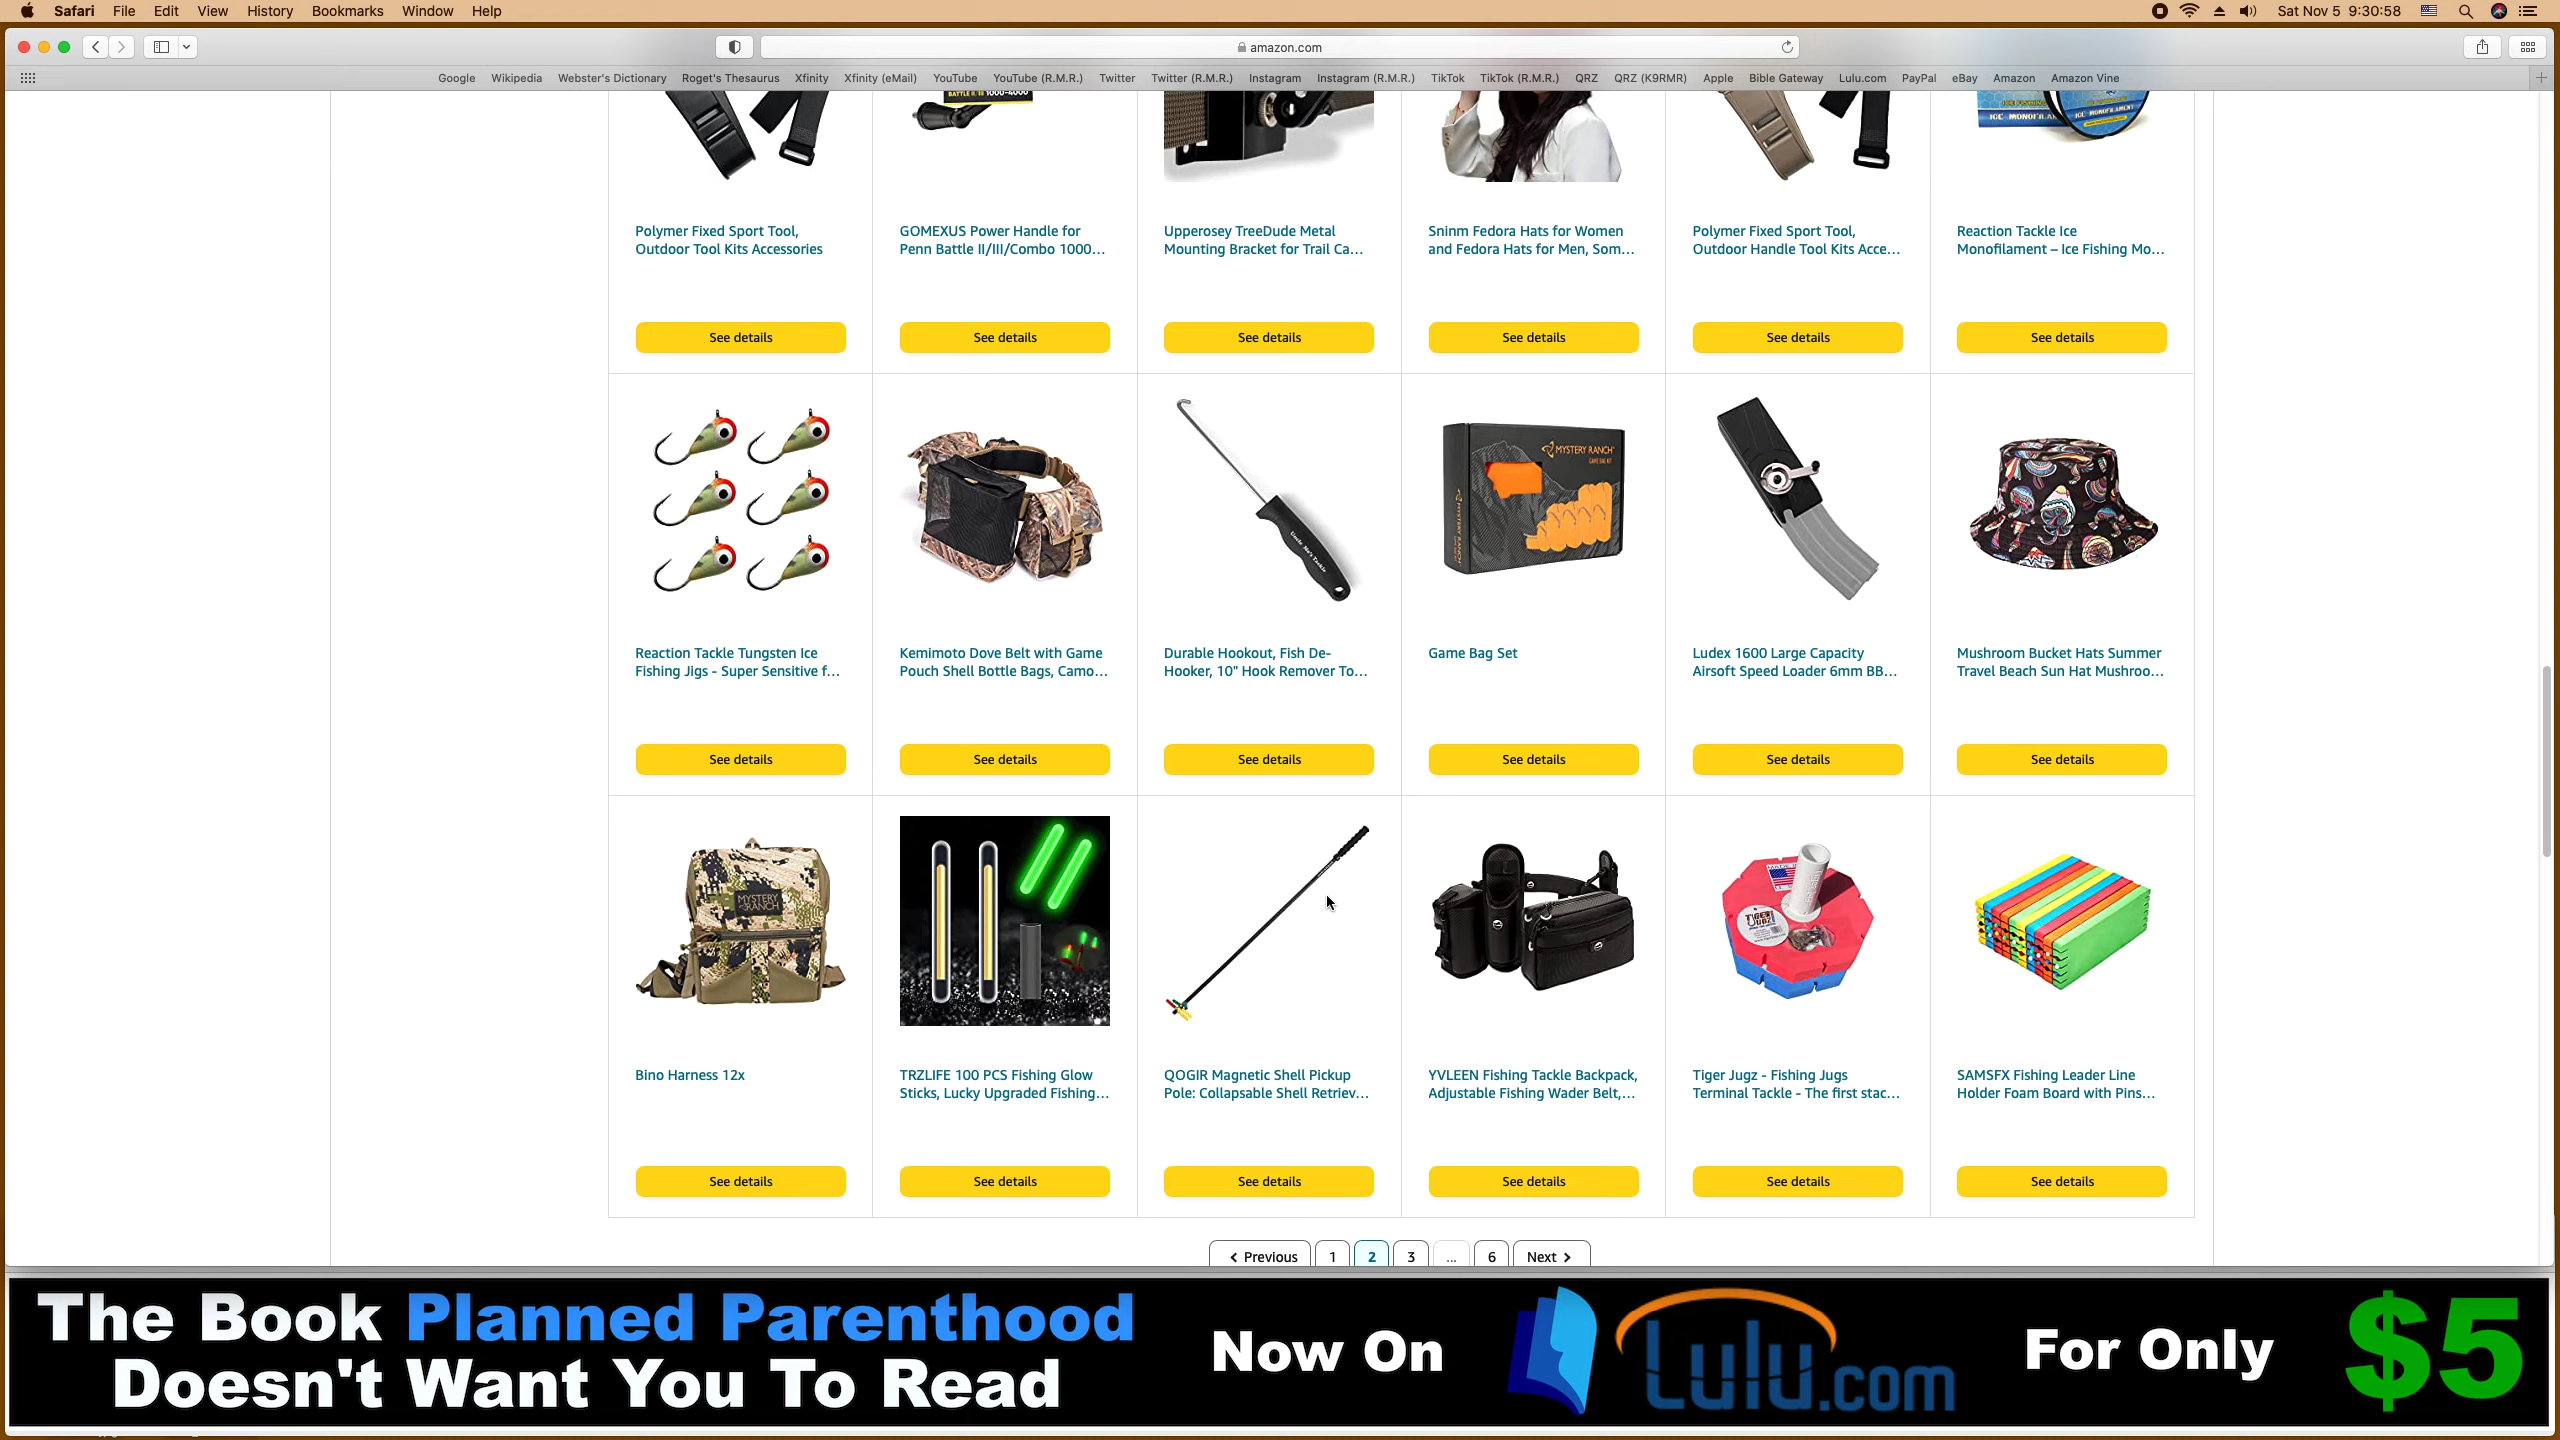 Safari File Edit View History Bookmarks Window Help
Sat Nov 5 9:30:58
amazon.com
Google Wikipedia Webster's Dictionary Roget's Thesaurus Xfinity Xfinity (eMail) YouTube YouTube (R.M.R.) Twitter Twitter (R.M.R.) Instagram Instagram (R.M.R.) TikTok TikTok (R.M.R.) QRZ QRZ (K9RMR) Apple Bible Gateway Lulu.com PayPal eBay Amazon Amazon Vine
Polymer Fixed Sport Tool,
Outdoor Tool Kits Accessories
GOMEXUS Power Handle for
Penn Battle II/III/Combo 1000...
Upperosey TreeDude Metal
Mounting Bracket for Trail Ca...
Sninm Fedora Hats for Women
and Fedora Hats for Men, Som...
Polymer Fixed Sport Tool,
Outdoor Handle Tool Kits Acce...
Reaction Tackle Ice
Monofilament – Ice Fishing Mo...
See details See details See details See details See details See details
MYSTERY RANCH
Reaction Tackle Tungsten Ice
Fishing Jigs - Super Sensitive f...
Kemimoto Dove Belt with Game
Pouch Shell Bottle Bags, Camo...
Durable Hookout, Fish De-
Hooker, 10" Hook Remover To...
Game Bag Set
Ludex 1600 Large Capacity
Airsoft Speed Loader 6mm BB...
Mushroom Bucket Hats Summer
Travel Beach Sun Hat Mushroo...
See details See details See details See details See details See details
MYSTERY
RANCH
Bino Harness 12x
TRZLIFE 100 PCS Fishing Glow
Sticks, Lucky Upgraded Fishing...
QOGIR Magnetic Shell Pickup
Pole: Collapsable Shell Retriev...
YVLEEN Fishing Tackle Backpack,
Adjustable Fishing Wader Belt,...
Tiger Jugz - Fishing Jugs
Terminal Tackle - The first stac...
SAMSFX Fishing Leader Line
Holder Foam Board with Pins...
See details See details See details See details See details See details
Previous 1 2 3 ... 6 Next
The Book Planned Parenthood
Doesn't Want You To Read
Now On
Lulu.com
For Only
$5